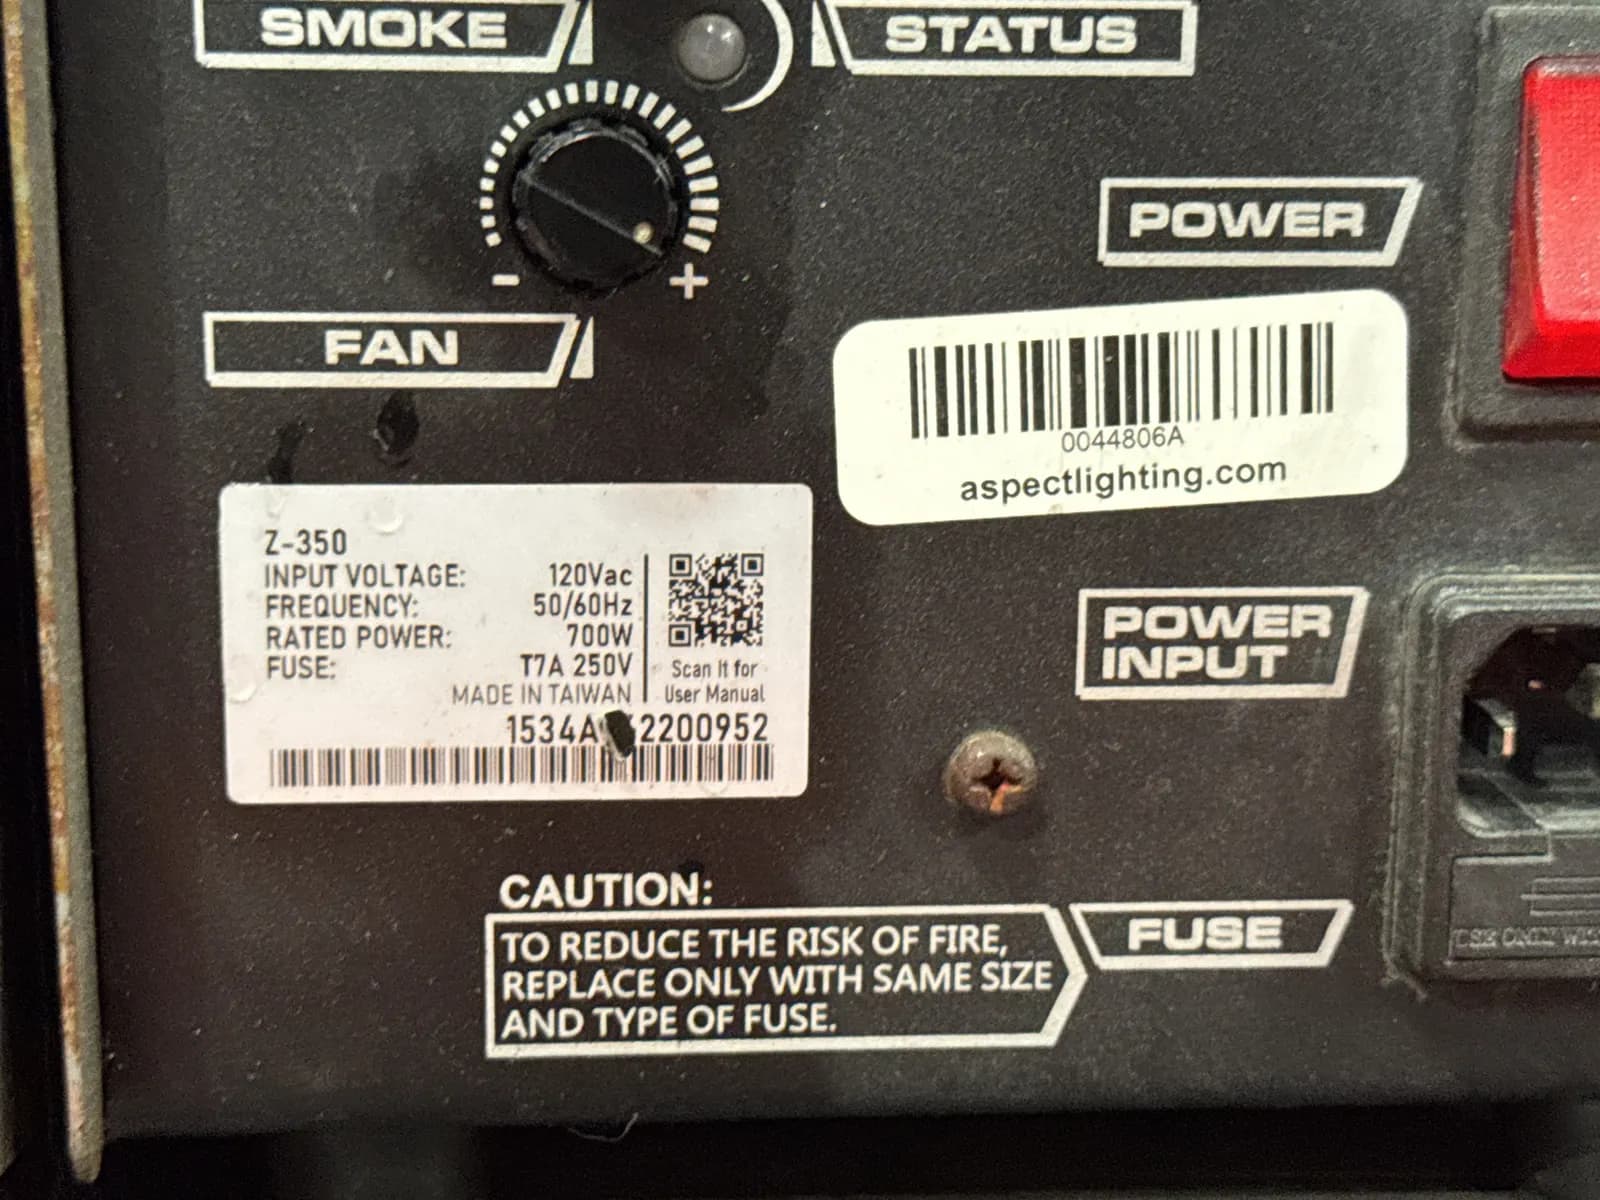 SMOKE
STATUS
- +
POWER
FAN
0044806A
aspectlighting.com
Z-350
INPUT VOLTAGE: 120Vac
FREQUENCY: 50/60Hz
RATED POWER: 700W
FUSE: T7A 250V
MADE IN TAIWAN
Scan It for
User Manual
POWER
INPUT
CAUTION:
TO REDUCE THE RISK OF FIRE,
REPLACE ONLY WITH SAME SIZE
AND TYPE OF FUSE.
FUSE